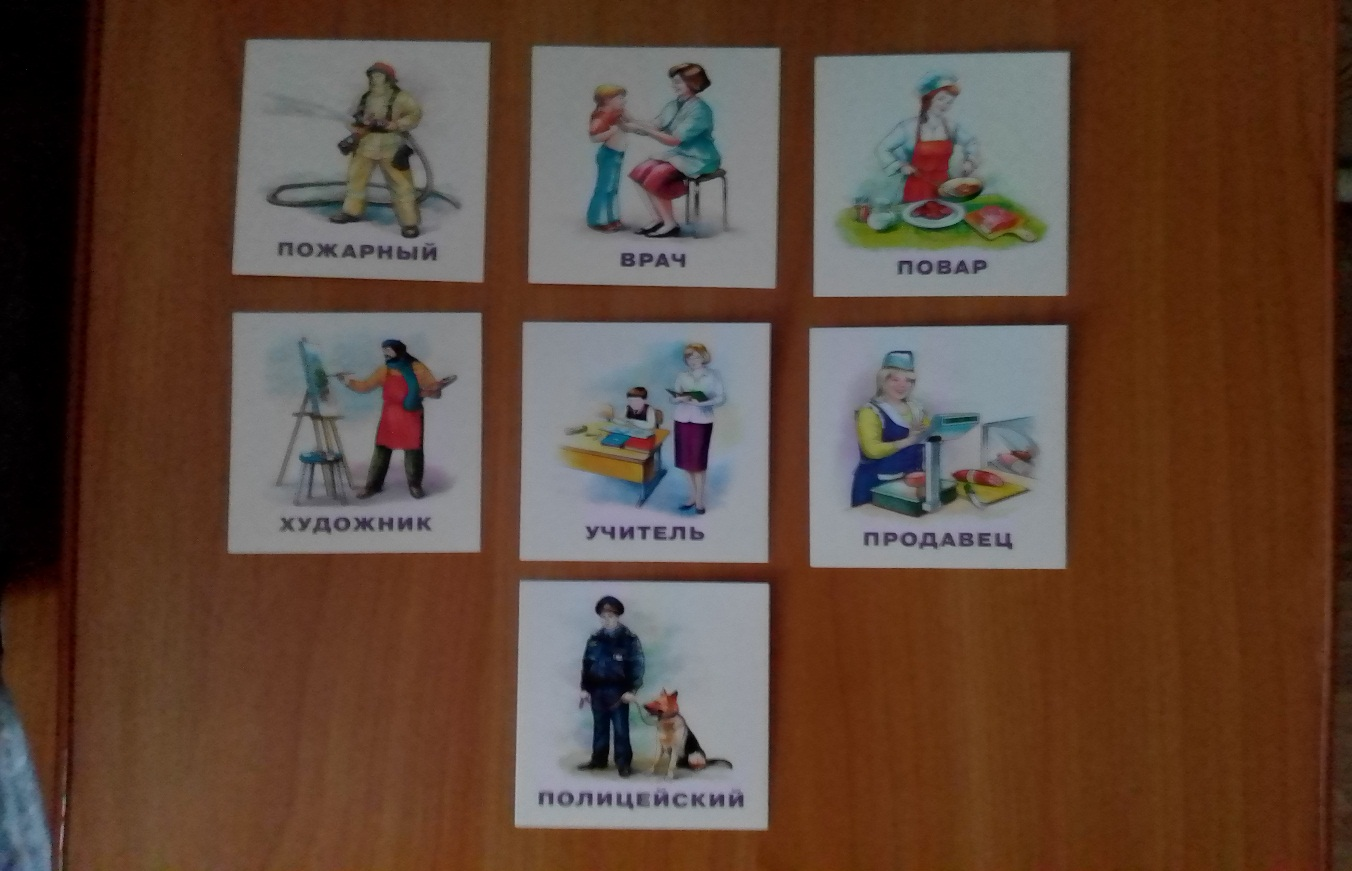 ПОЖАРНЫЙ
ВРАЧ
ПОВАР
ХУДОЖНИК
УЧИТЕЛЬ
ПРОДАВЕЦ
ПОЛИЦЕЙСКИЙ